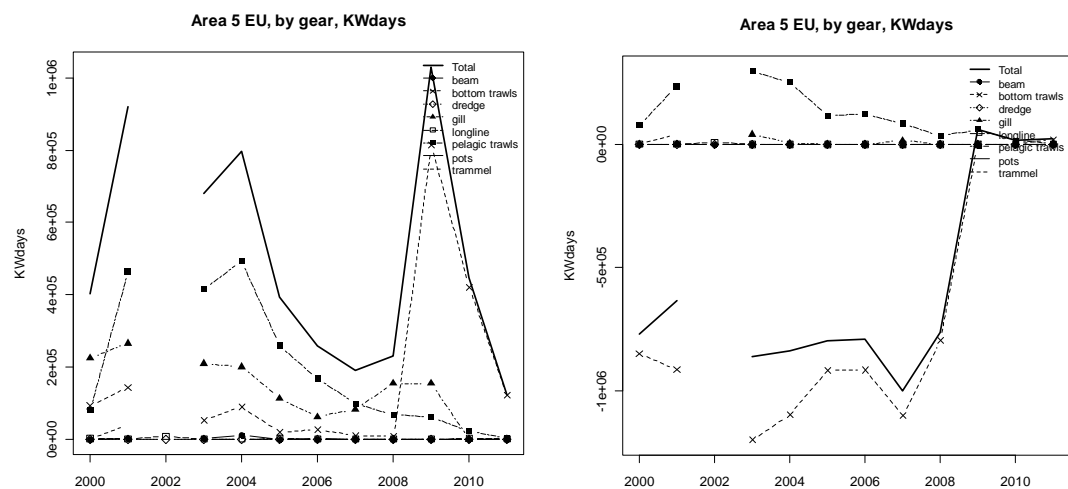 Area 5 EU, by gear, KWdays
KWdays
1e+06
8e+05
6e+05
4e+05
2e+05
0e+00
2000 2002 2004 2006 2008 2010
Total
beam
bottom trawls
dredge
gill
longline
pelagic trawls
pots
trammel
Area 5 EU, by gear, KWdays
KWdays
0e+00
-5e+05
-1e+06
2000 2002 2004 2006 2008 2010
Total
beam
bottom trawls
dredge
gill
longline
pelagic trawls
pots
trammel